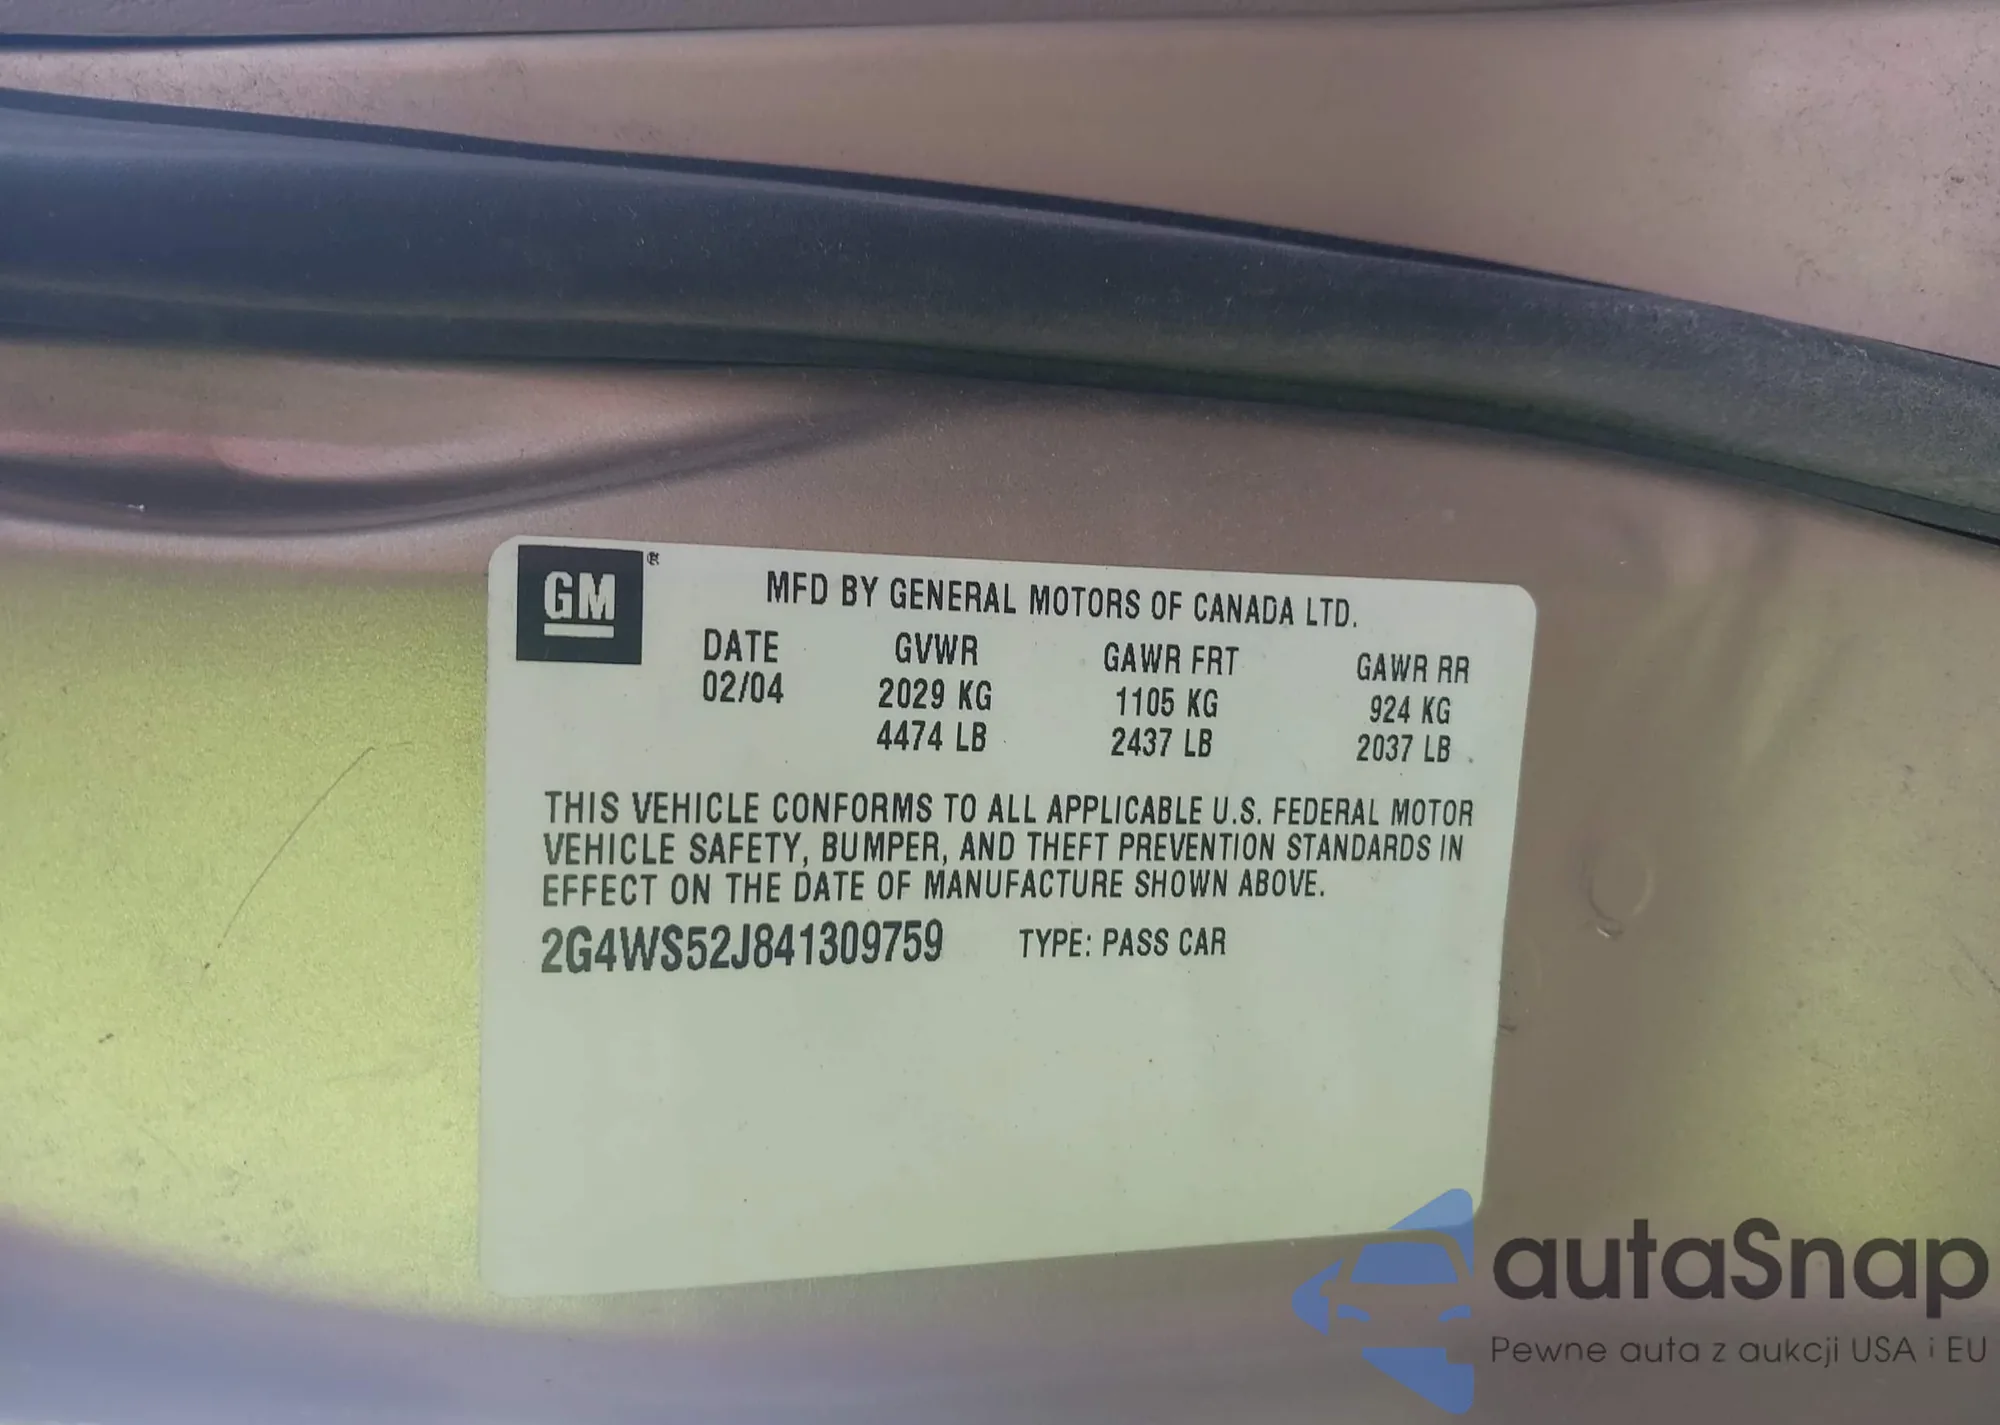 GM®
MFD BY GENERAL MOTORS OF CANADA LTD.
DATE GVWR GAWR FRT GAWR RR
02/04 2029 KG 1105 KG 924 KG
4474 LB 2437 LB 2037 LB
THIS VEHICLE CONFORMS TO ALL APPLICABLE U.S. FEDERAL MOTOR
VEHICLE SAFETY, BUMPER, AND THEFT PREVENTION STANDARDS IN
EFFECT ON THE DATE OF MANUFACTURE SHOWN ABOVE.
2G4WS52J841309759 TYPE: PASS CAR
autaSnap
Pewne auta z aukcji USA i EU